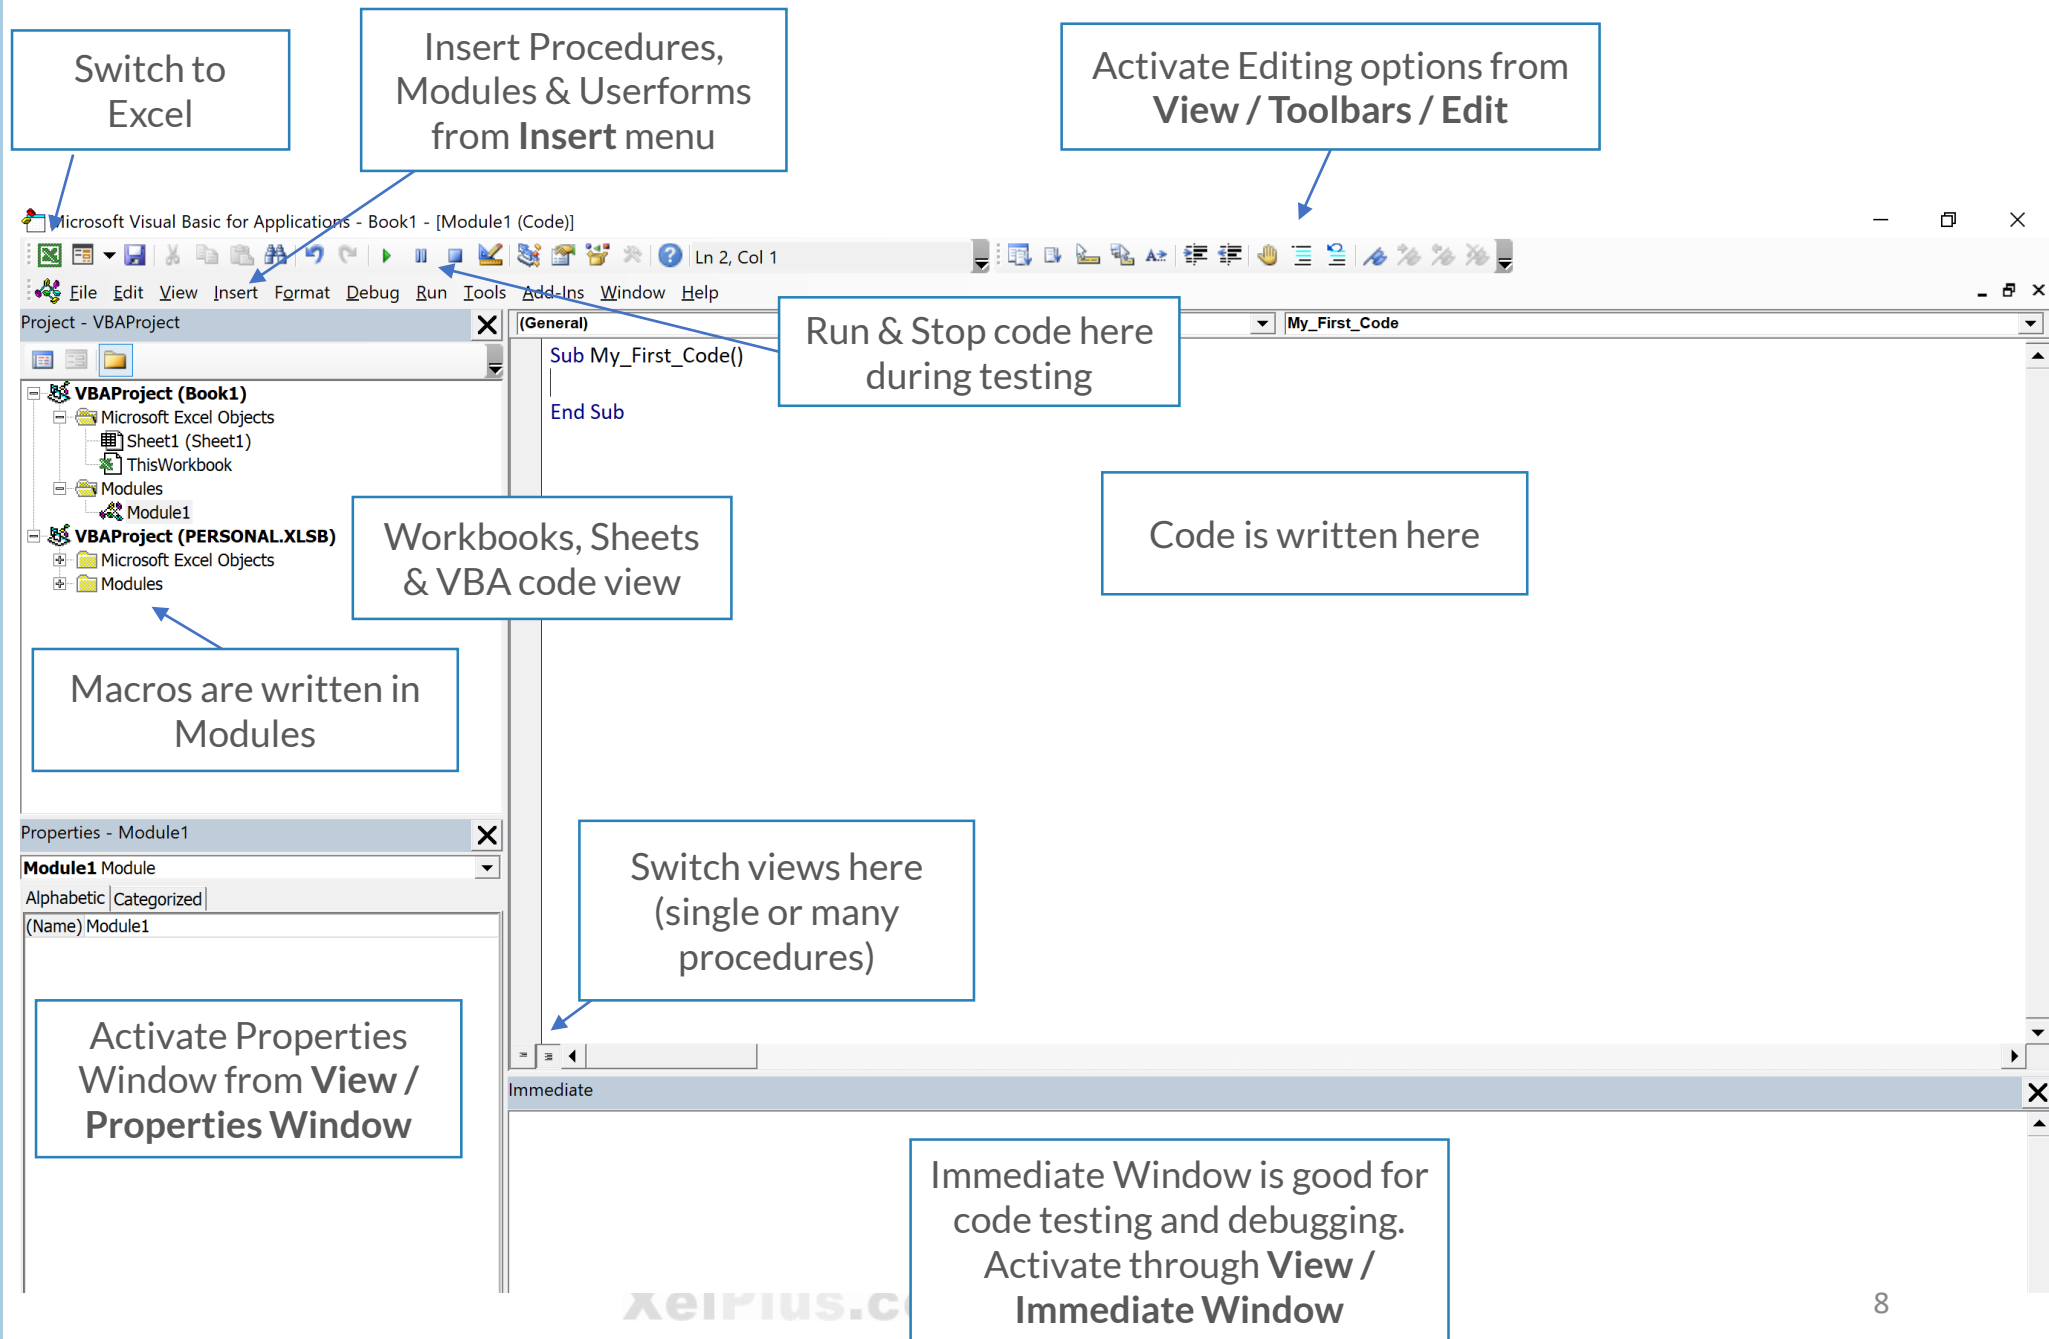 Switch to
Excel
Insert Procedures,
Modules & Userforms
from Insert menu
Activate Editing options from
View / Toolbars / Edit
Microsoft Visual Basic for Applications - Book1 - [Module1 (Code)]
Ln 2, Col 1
File Edit View Insert Format Debug Run Tools Add-Ins Window Help
Project - VBAProject
(General)
My_First_Code
Run & Stop code here
during testing
Sub My_First_Code()
End Sub
VBAProject (Book1)
Microsoft Excel Objects
Sheet1 (Sheet1)
ThisWorkbook
Modules
Module1
VBAProject (PERSONAL.XLSB)
Microsoft Excel Objects
Modules
Workbooks, Sheets
& VBA code view
Code is written here
Macros are written in
Modules
Properties - Module1
Module1 Module
Alphabetic Categorized
(Name) Module1
Switch views here
(single or many
procedures)
Activate Properties
Window from View /
Properties Window
Immediate
Immediate Window is good for
code testing and debugging.
Activate through View /
Immediate Window
XelPlus.c
8